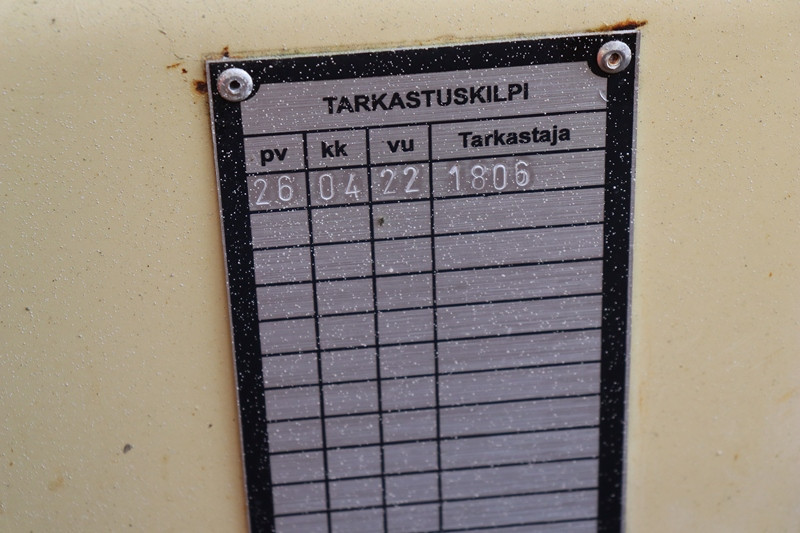 TARKASTUSKILPI
pv kk vu Tarkastaja
26 04 22 1806